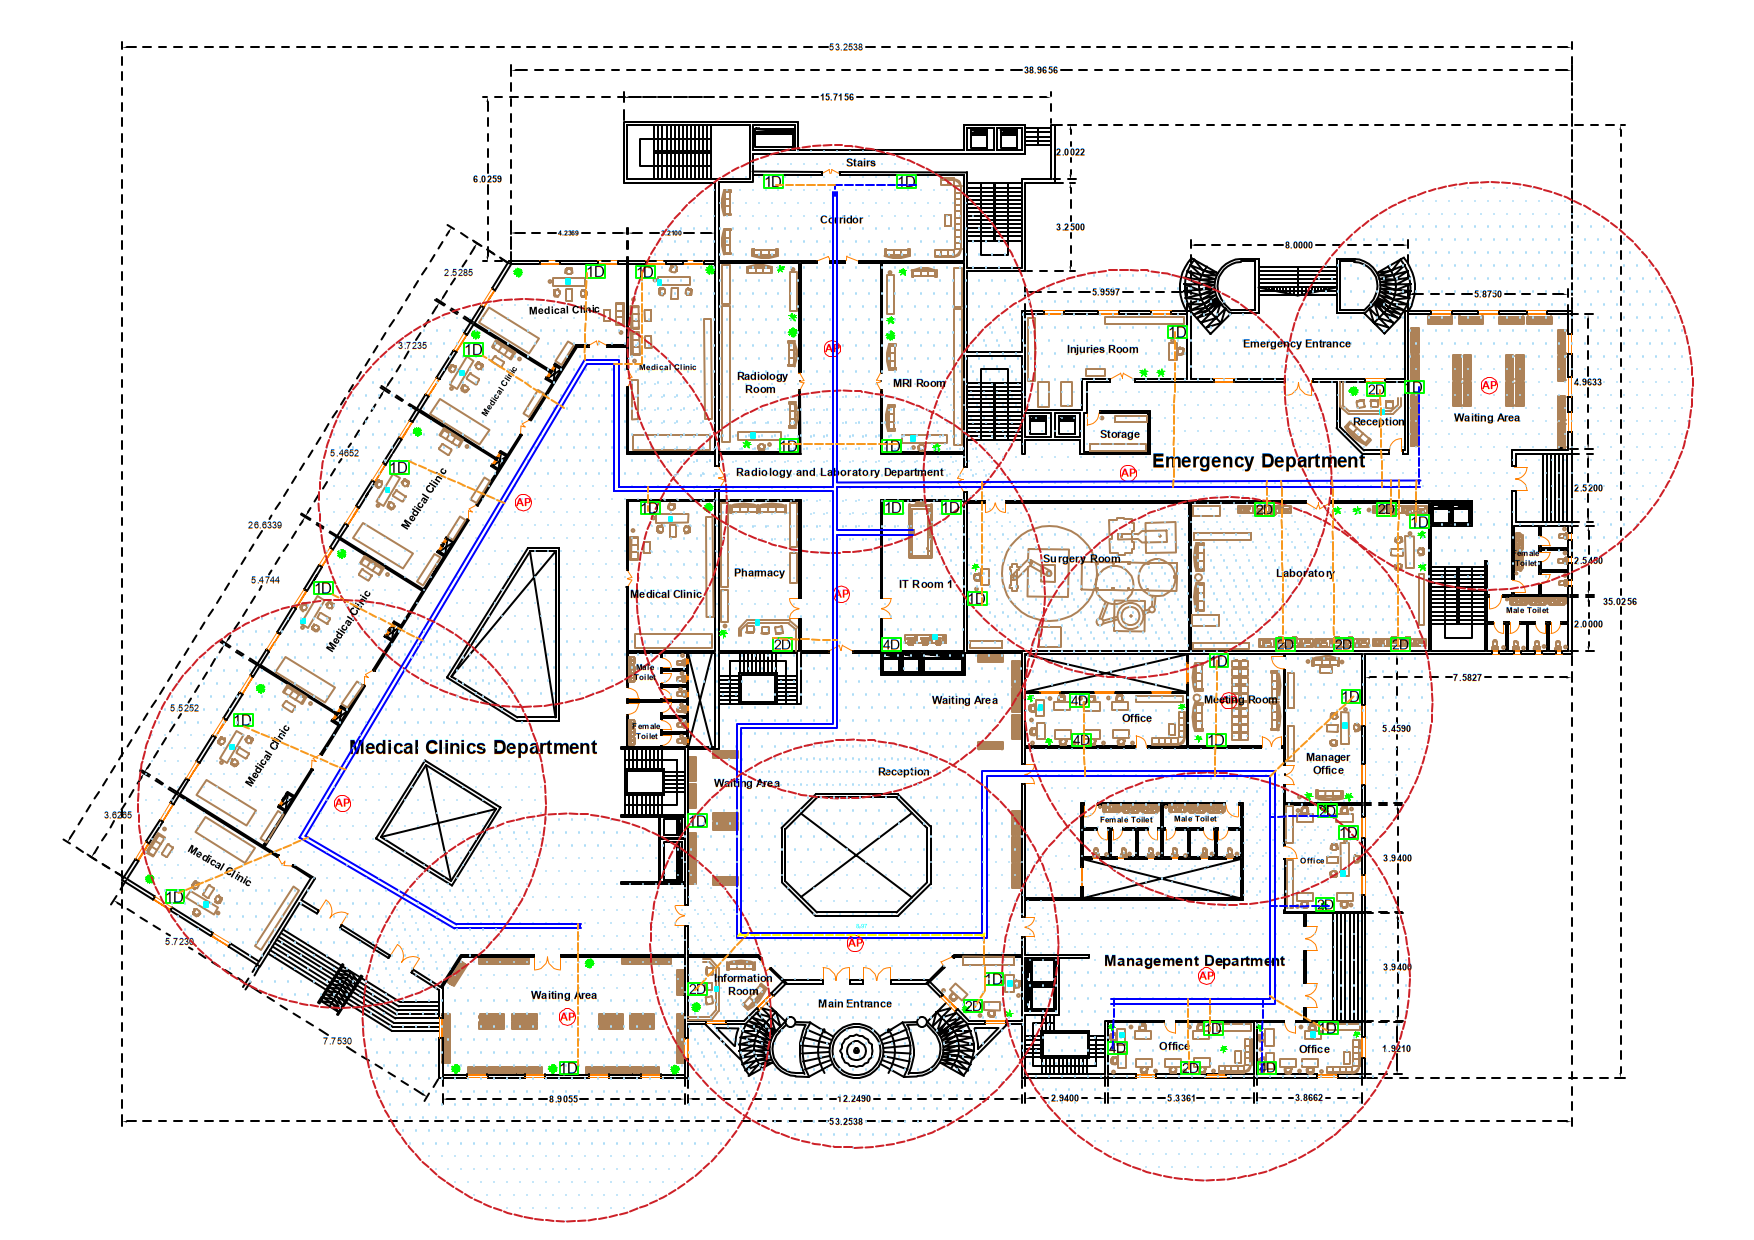 53.2538
38.9656
15.7156
2.0022
Stairs
6.0259
1D
1D
Corridor
3.2500
4.2369
8.0000
2.5285
1D
1D
5.9597
5.8750
Medical Clinic
1D
Injuries Room
Emergency Entrance
3.7235
1D
AP
Medical Clinic
Medical Clinic
Radiology
Room
MRI Room
2D
1D
AP
4.9633
Waiting Area
Reception
Storage
1D
1D
5.4652
1D
Radiology and Laboratory Department
AP
Emergency Department
Medical Clinic
2.5200
AP
1D
1D
1D
2D
2D
1D
26.6339
Female
Toilet
Surgery Room
Pharmacy
IT Room 1
Laboratory
5.4744
1D
Medical Clinic
AP
1D
Medical Clinic
35.0256
Male Toilet
2.0000
2D
4D
2D
2D
2D
1D
Male
Toilet
7.5827
5.5252
1D
Waiting Area
4D
Office
Meeting Room
1D
5.4590
Female
Toilet
4D
1D
Medical Clinics Department
Medical Clinic
Manager
Office
Reception
Waiting Area
AP
3.6265
1D
Female Toilet
Male Toilet
2D
1D
Medical Clinic
Office
3.9400
1D
2D
5.7230
AP
Management Department
3.9400
AP
Information
Room
1D
2D
Waiting Area
Main Entrance
2D
AP
7.7530
Office
1D
1D
4D
Office
1.9210
1D
2D
8.9055
12.2490
2.9400
5.3361
3.8662
53.2538